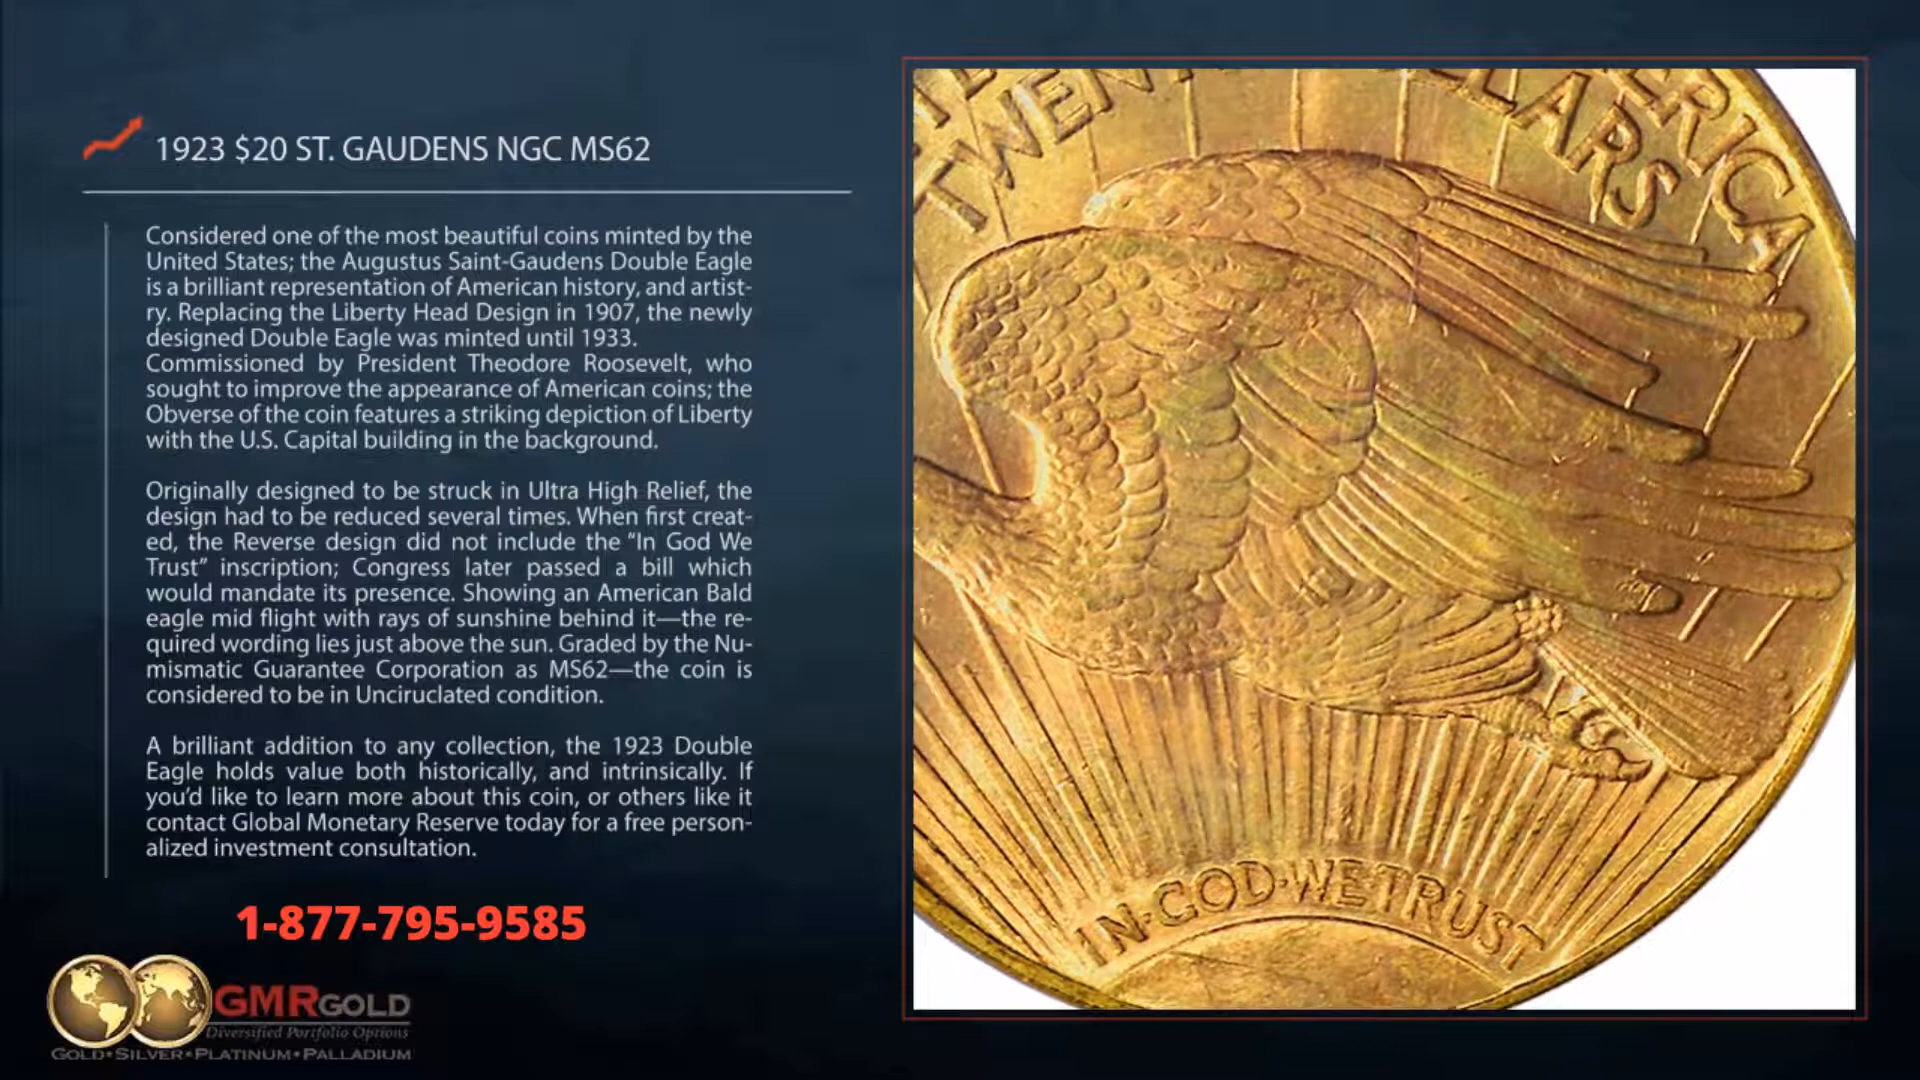 1923 $20 ST. GAUDENS NGC MS62
Considered one of the most beautiful coins minted by the
United States; the Augustus Saint-Gaudens Double Eagle
is a brilliant representation of American history, and artist-
ry. Replacing the Liberty Head Design in 1907, the newly
designed Double Eagle was minted until 1933.
Commissioned by President Theodore Roosevelt, who
sought to improve the appearance of American coins; the
Obverse of the coin features a striking depiction of Liberty
with the U.S. Capital building in the background.
Originally designed to be struck in Ultra High Relief, the
design had to be reduced several times. When first creat-
ed, the Reverse design did not include the "In God We
Trust" inscription; Congress later passed a bill which
would mandate its presence. Showing an American Bald
eagle mid flight with rays of sunshine behind it—the re-
quired wording lies just above the sun. Graded by the Nu-
mismatic Guarantee Corporation as MS62—the coin is
considered to be in Unciruclated condition.
A brilliant addition to any collection, the 1923 Double
Eagle holds value both historically, and intrinsically. If
you'd like to learn more about this coin, or others like it
contact Global Monetary Reserve today for a free person-
alized investment consultation.
1-877-795-9585
GMRGOLD
Diversified Portfolio Options
GOLD•SILVER•PLATINUM•PALLADIUM
ERICA
TWEN LARS
IN·GOD·WE TRUST